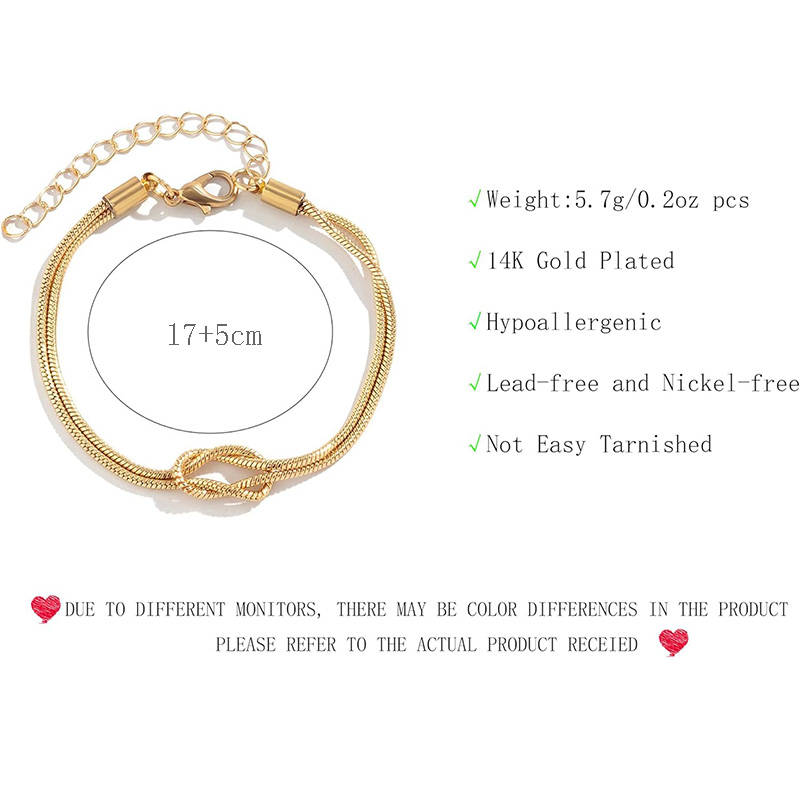 17+5cm
√Weight:5.7g/0.2oz pcs
√14K Gold Plated
√Hypoallergenic
√Lead-free and Nickel-free
√Not Easy Tarnished
DUE TO DIFFERENT MONITORS, THERE MAY BE COLOR DIFFERENCES IN THE PRODUCT
PLEASE REFER TO THE ACTUAL PRODUCT RECEIED